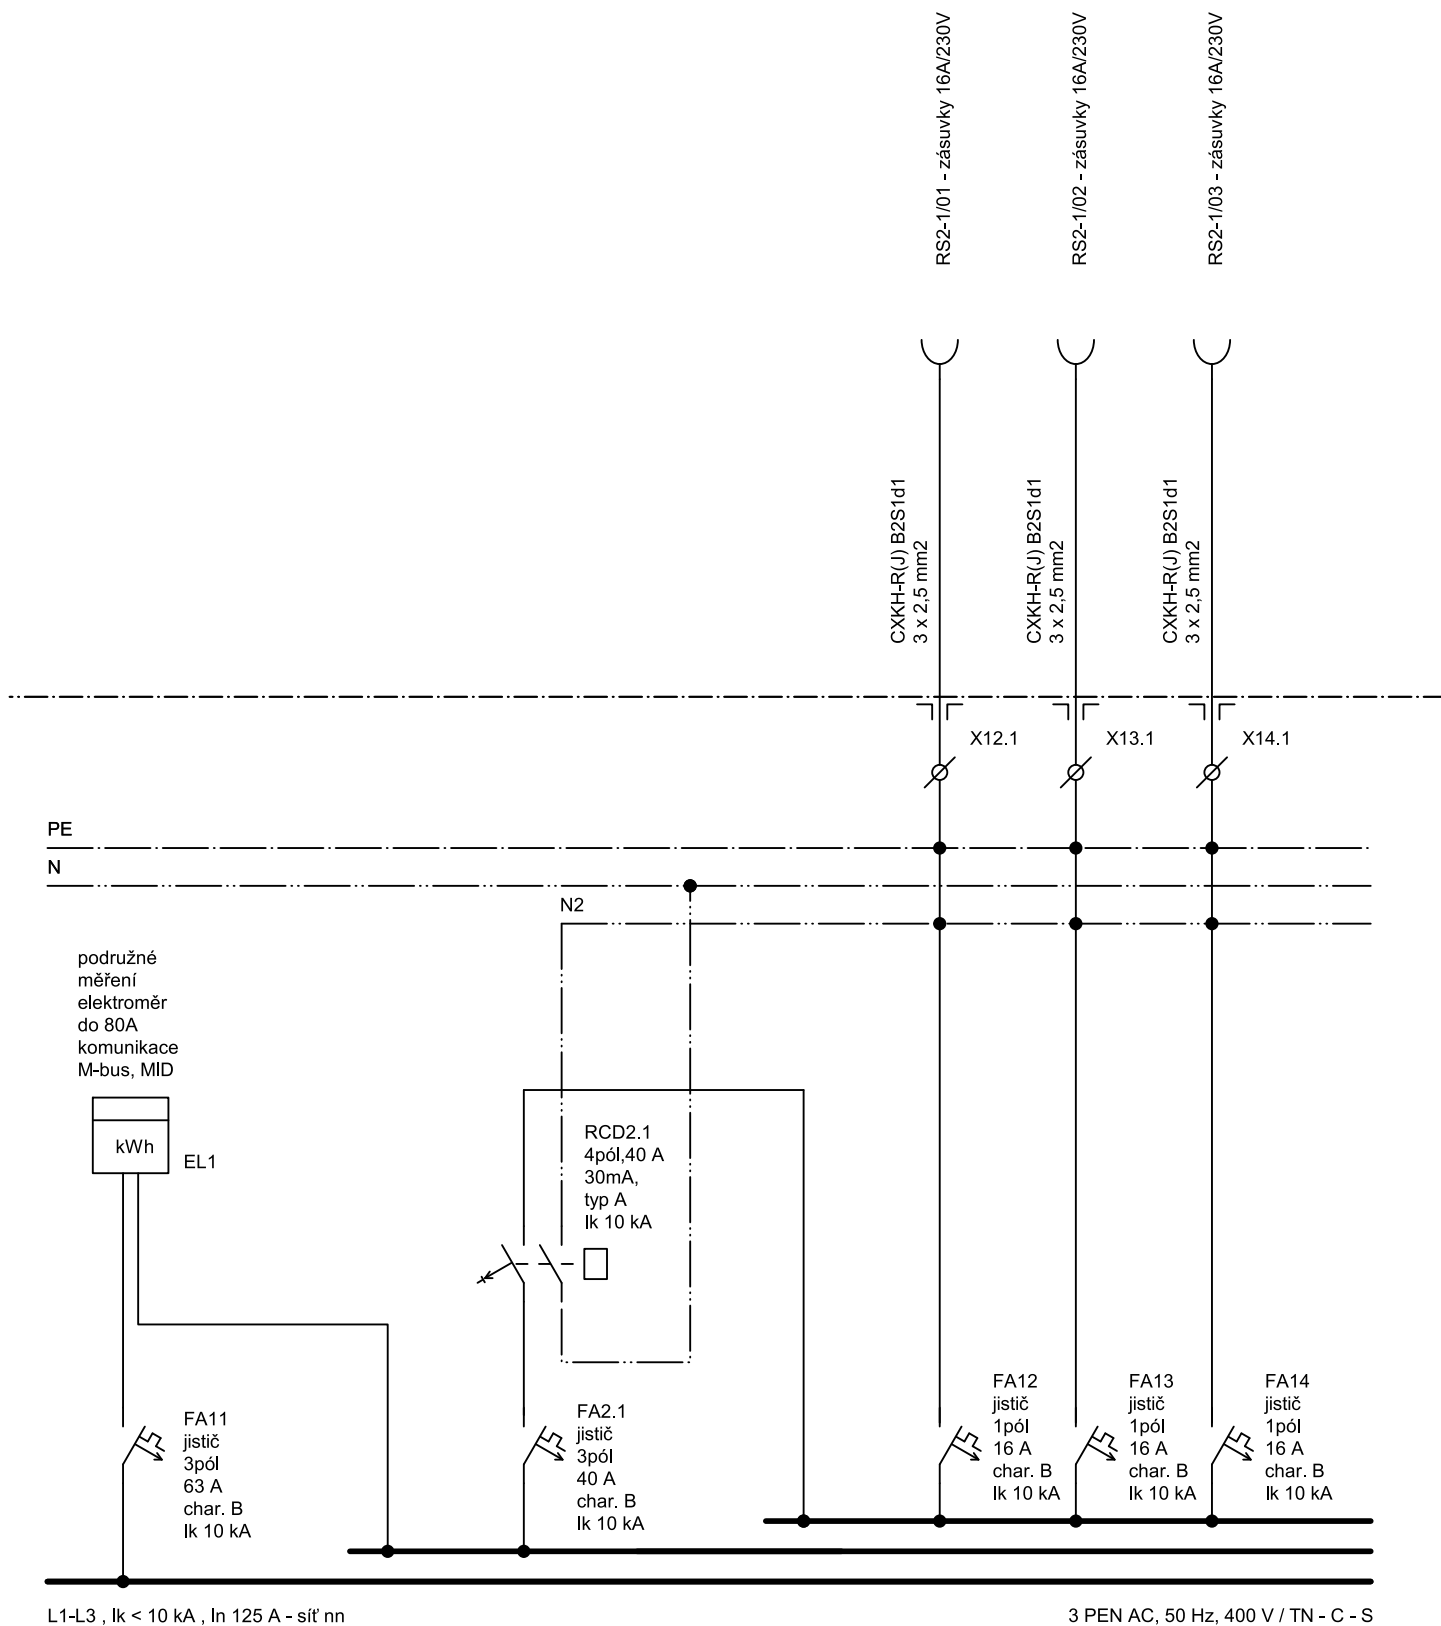 RS2-1/01 - zásuvky 16A/230V
RS2-1/02 - zásuvky 16A/230V
RS2-1/03 - zásuvky 16A/230V
CXKH-R(J) B2S1d1
3 x 2,5 mm2
CXKH-R(J) B2S1d1
3 x 2,5 mm2
CXKH-R(J) B2S1d1
3 x 2,5 mm2
X12.1
X13.1
X14.1
PE
N
N2
podružné
měření
elektroměr
do 80A
komunikace
M-bus, MID
kWh
EL1
RCD2.1
4pól,40 A
30mA,
typ A
Ik 10 kA
FA11
jistič
3pól
63 A
char. B
Ik 10 kA
FA2.1
jistič
3pól
40 A
char. B
Ik 10 kA
FA12
jistič
1pól
16 A
char. B
Ik 10 kA
FA13
jistič
1pól
16 A
char. B
Ik 10 kA
FA14
jistič
1pól
16 A
char. B
Ik 10 kA
L1-L3 , Ik < 10 kA , In 125 A - síť nn
3 PEN AC, 50 Hz, 400 V / TN - C - S